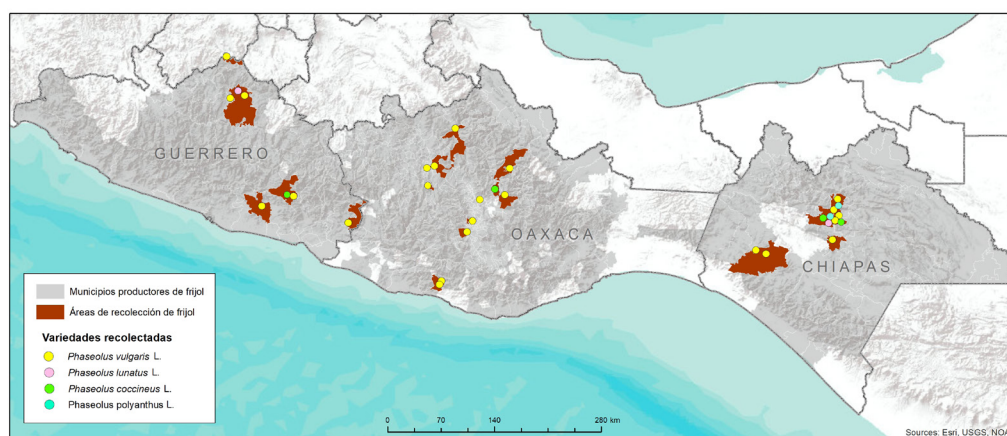 GUERRERO
OAXACA
CHIAPAS
Municipios productores de frijol
Áreas de recolección de frijol
Variedades recolectadas
Phaseolus vulgaris L.
Phaseolus lunatus L.
Phaseolus coccineus L.
Phaseolus polyanthus L.
0 70 140 280 km
Sources: Esri, USGS, NOA